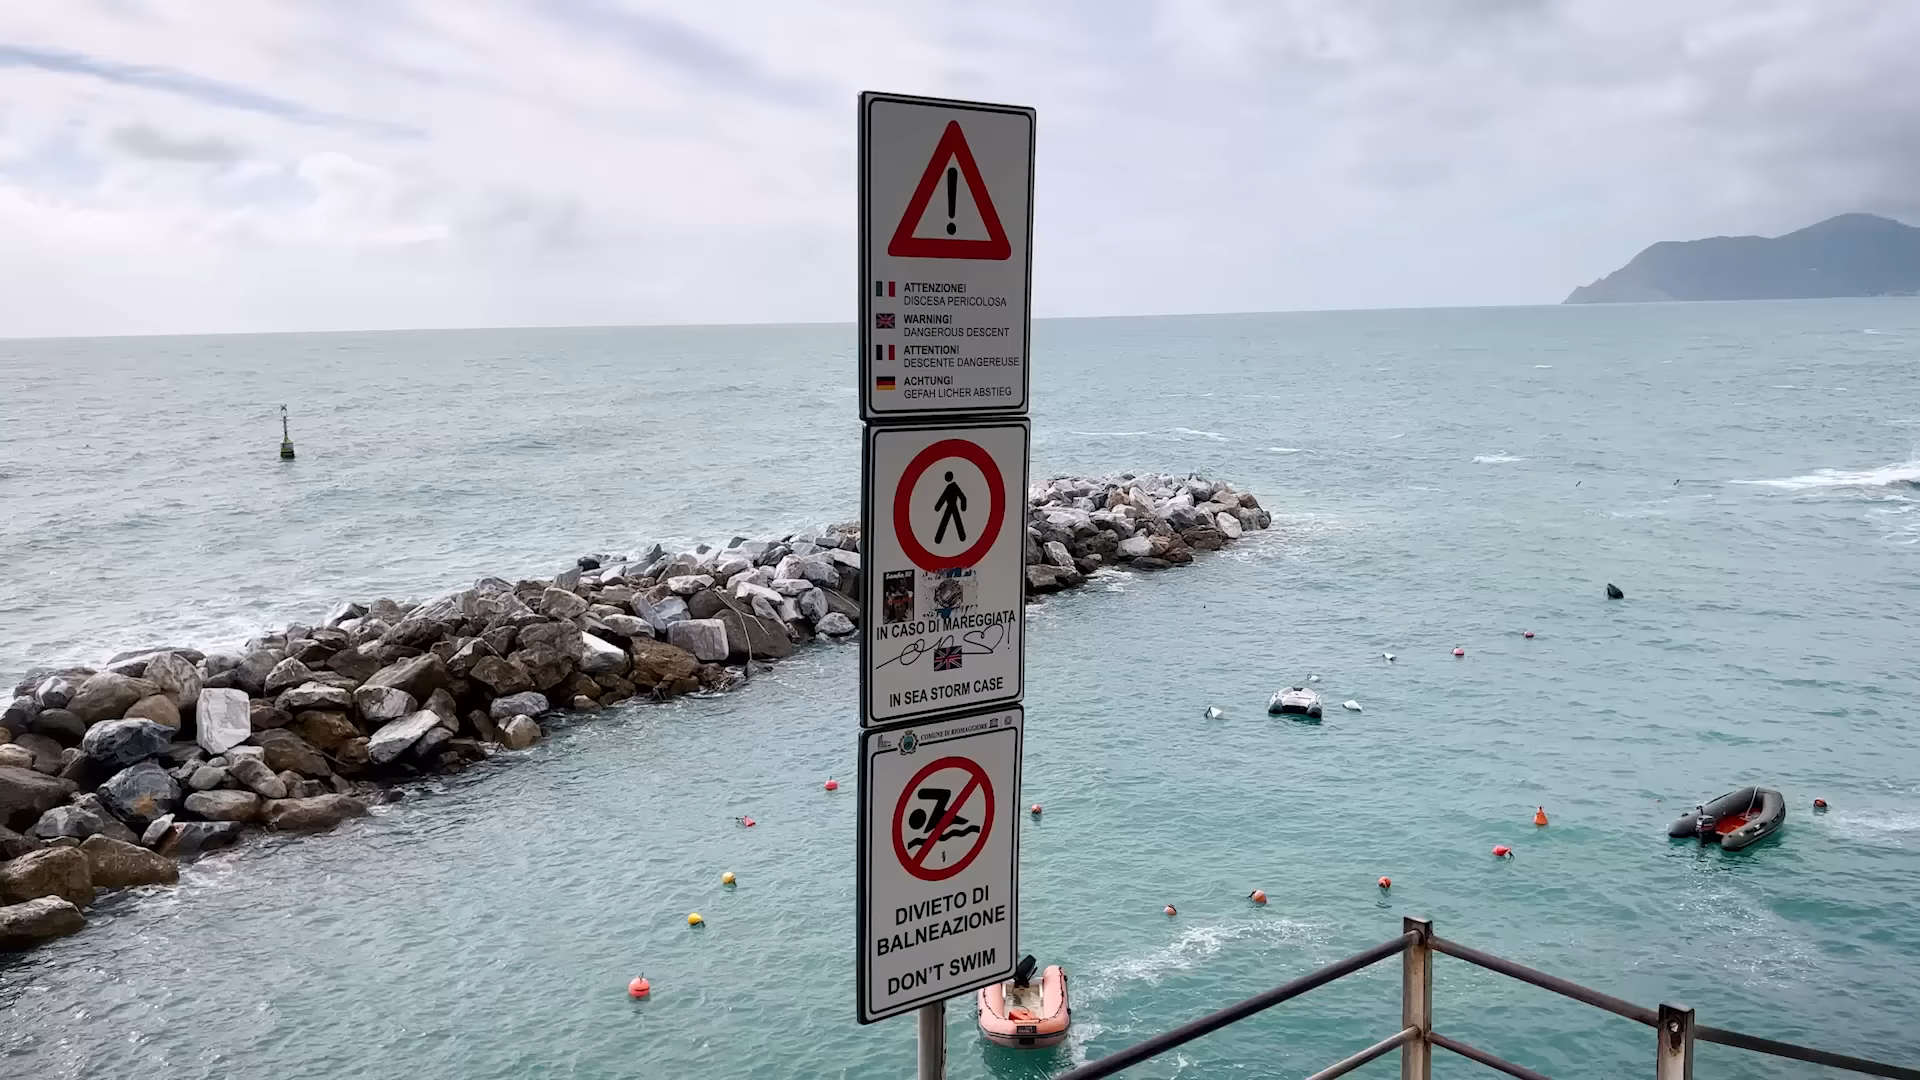 ATTENZIONE!
DISCESA PERICOLOSA
WARNING!
DANGEROUS DESCENT
ATTENTION!
DESCENTE DANGEREUSE
ACHTUNG!
GEFAH LICHER ABSTIEG
IN CASO DI MAREGGIATA
IN SEA STORM CASE
COMUNE DI RIOMAGGIORE
DIVIETO DI
BALNEAZIONE
DON'T SWIM